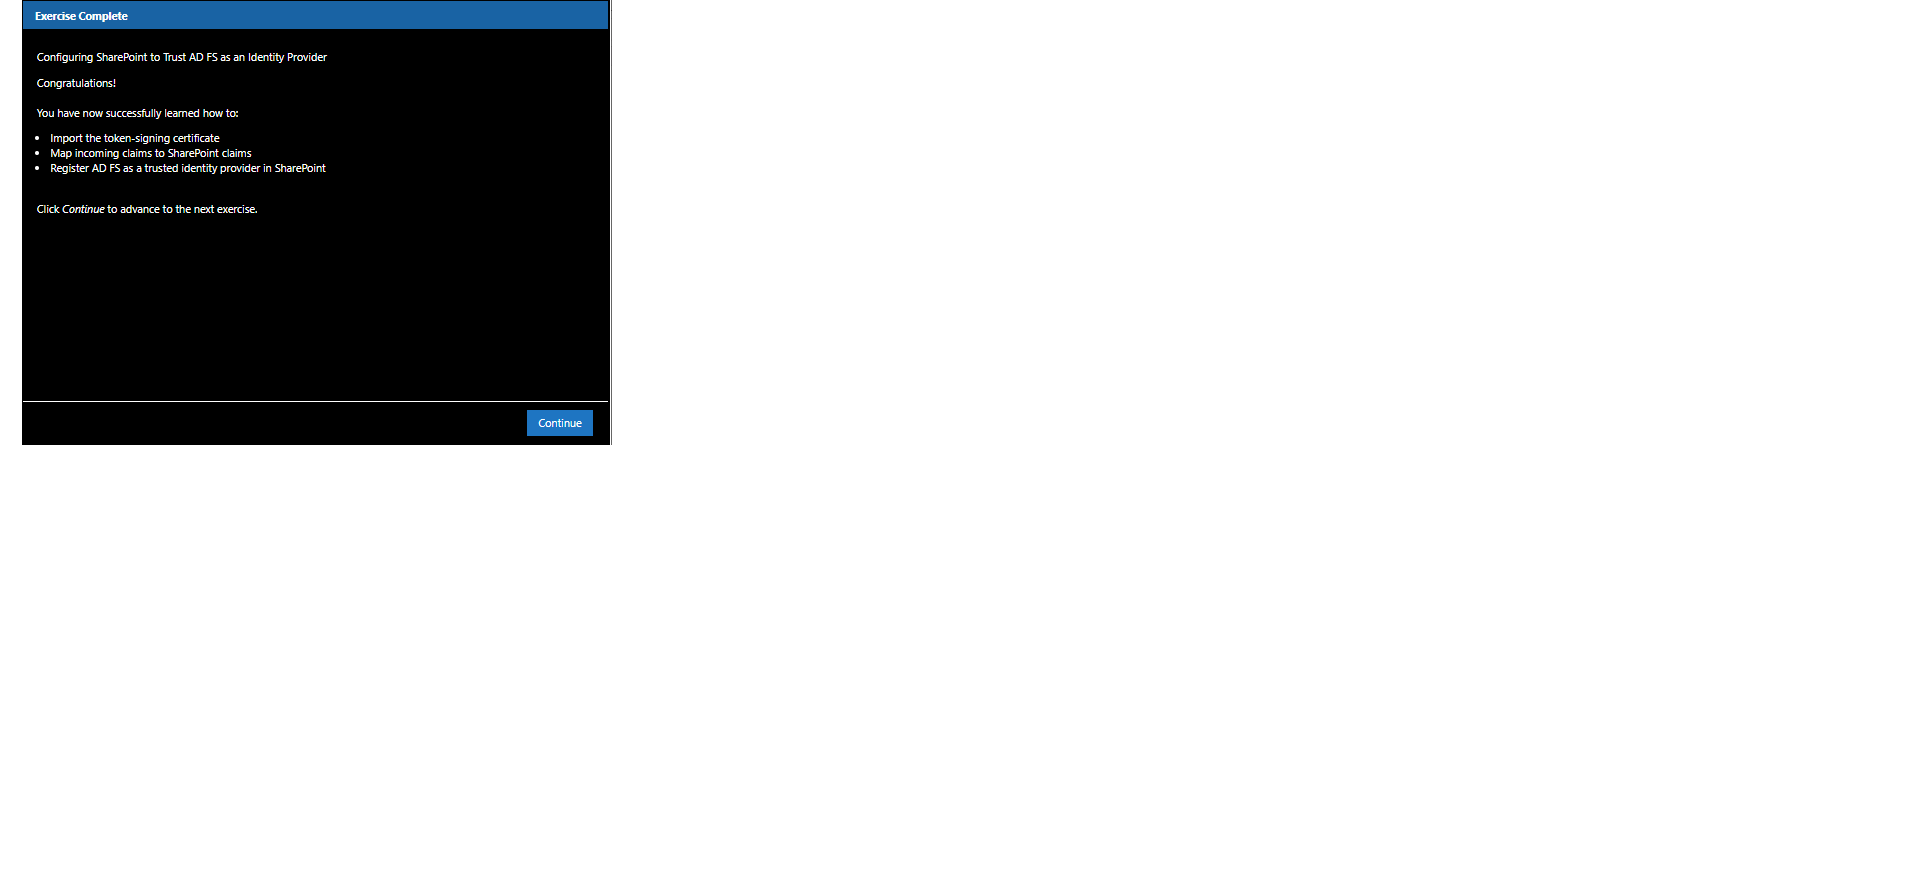 Exercise Complete
Configuring SharePoint to Trust AD FS as an Identity Provider
Congratulations!
You have now successfully learned how to:
• Import the token-signing certificate
• Map incoming claims to SharePoint claims
• Register AD FS as a trusted identity provider in SharePoint
Click Continue to advance to the next exercise.
Continue